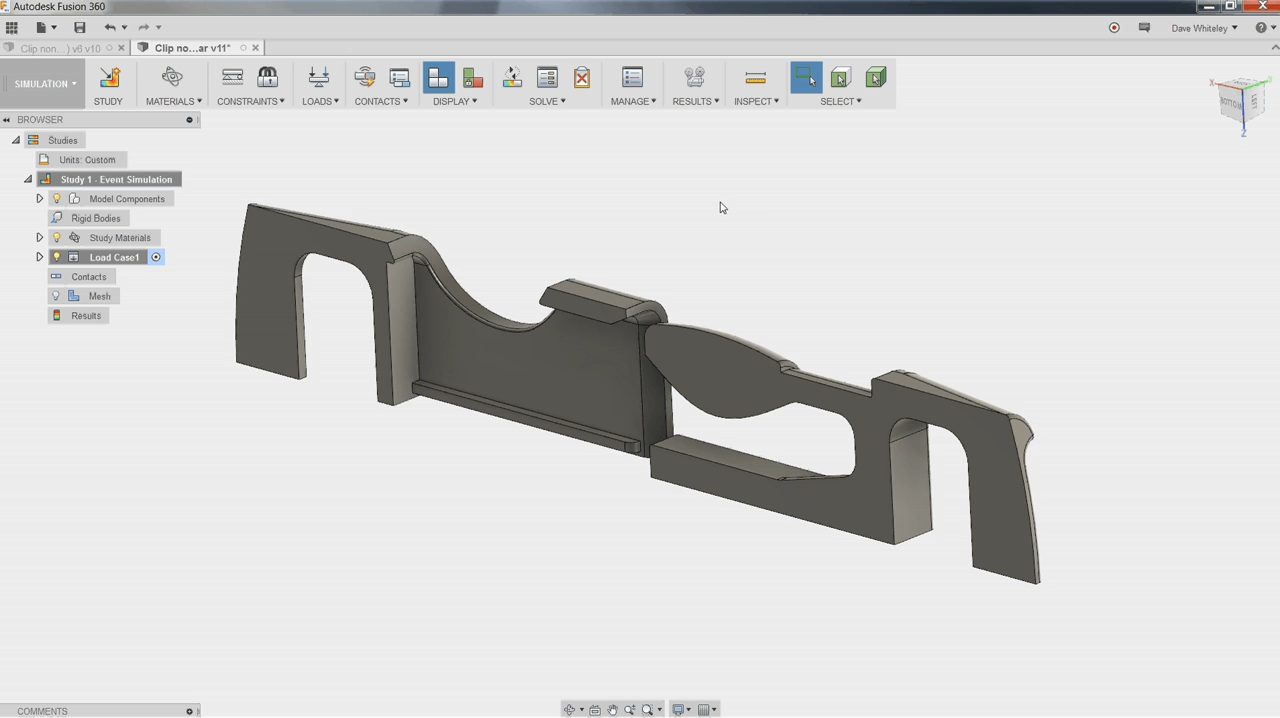 Autodesk Fusion 360
Dave Whiteley
Clip non...) v6 v10
Clip no...ar v11*
SIMULATION
STUDY
MATERIALS
CONSTRAINTS
LOADS
CONTACTS
DISPLAY
SOLVE
MANAGE
RESULTS
INSPECT
SELECT
BROWSER
Studies
Units: Custom
Study 1 - Event Simulation
Model Components
Rigid Bodies
Study Materials
Load Case1
Contacts
Mesh
Results
X
BOTTOM
LEFT
Z
COMMENTS